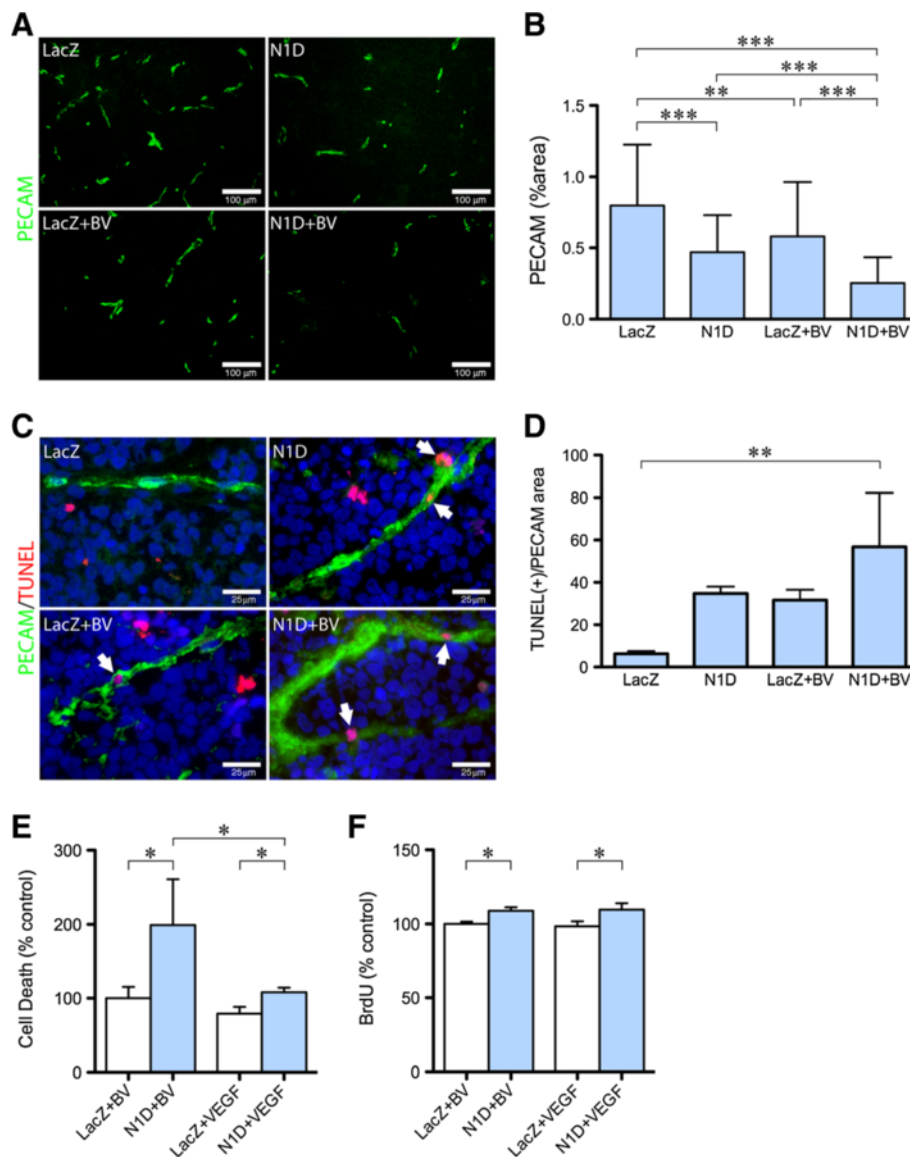 A
LacZ
N1D
100 µm
100 µm
LacZ+BV
N1D+BV
100 µm
100 µm
PECAM
B
***
***
**
***
***
1.5
1.0
0.5
0.0
PECAM (%area)
LacZ
N1D
LacZ+BV
N1D+BV
C
LacZ
N1D
25µm
25µm
LacZ+BV
N1D+BV
25µm
25µm
PECAM/TUNEL
D
**
100
80
60
40
20
0
TUNEL(+)/PECAM area
LacZ
N1D
LacZ+BV
N1D+BV
E
*
*
*
300
200
100
0
Cell Death (% control)
LacZ+BV
N1D+BV
LacZ+VEGF
N1D+VEGF
F
*
*
150
100
50
0
BrdU (% control)
LacZ+BV
N1D+BV
LacZ+VEGF
N1D+VEGF